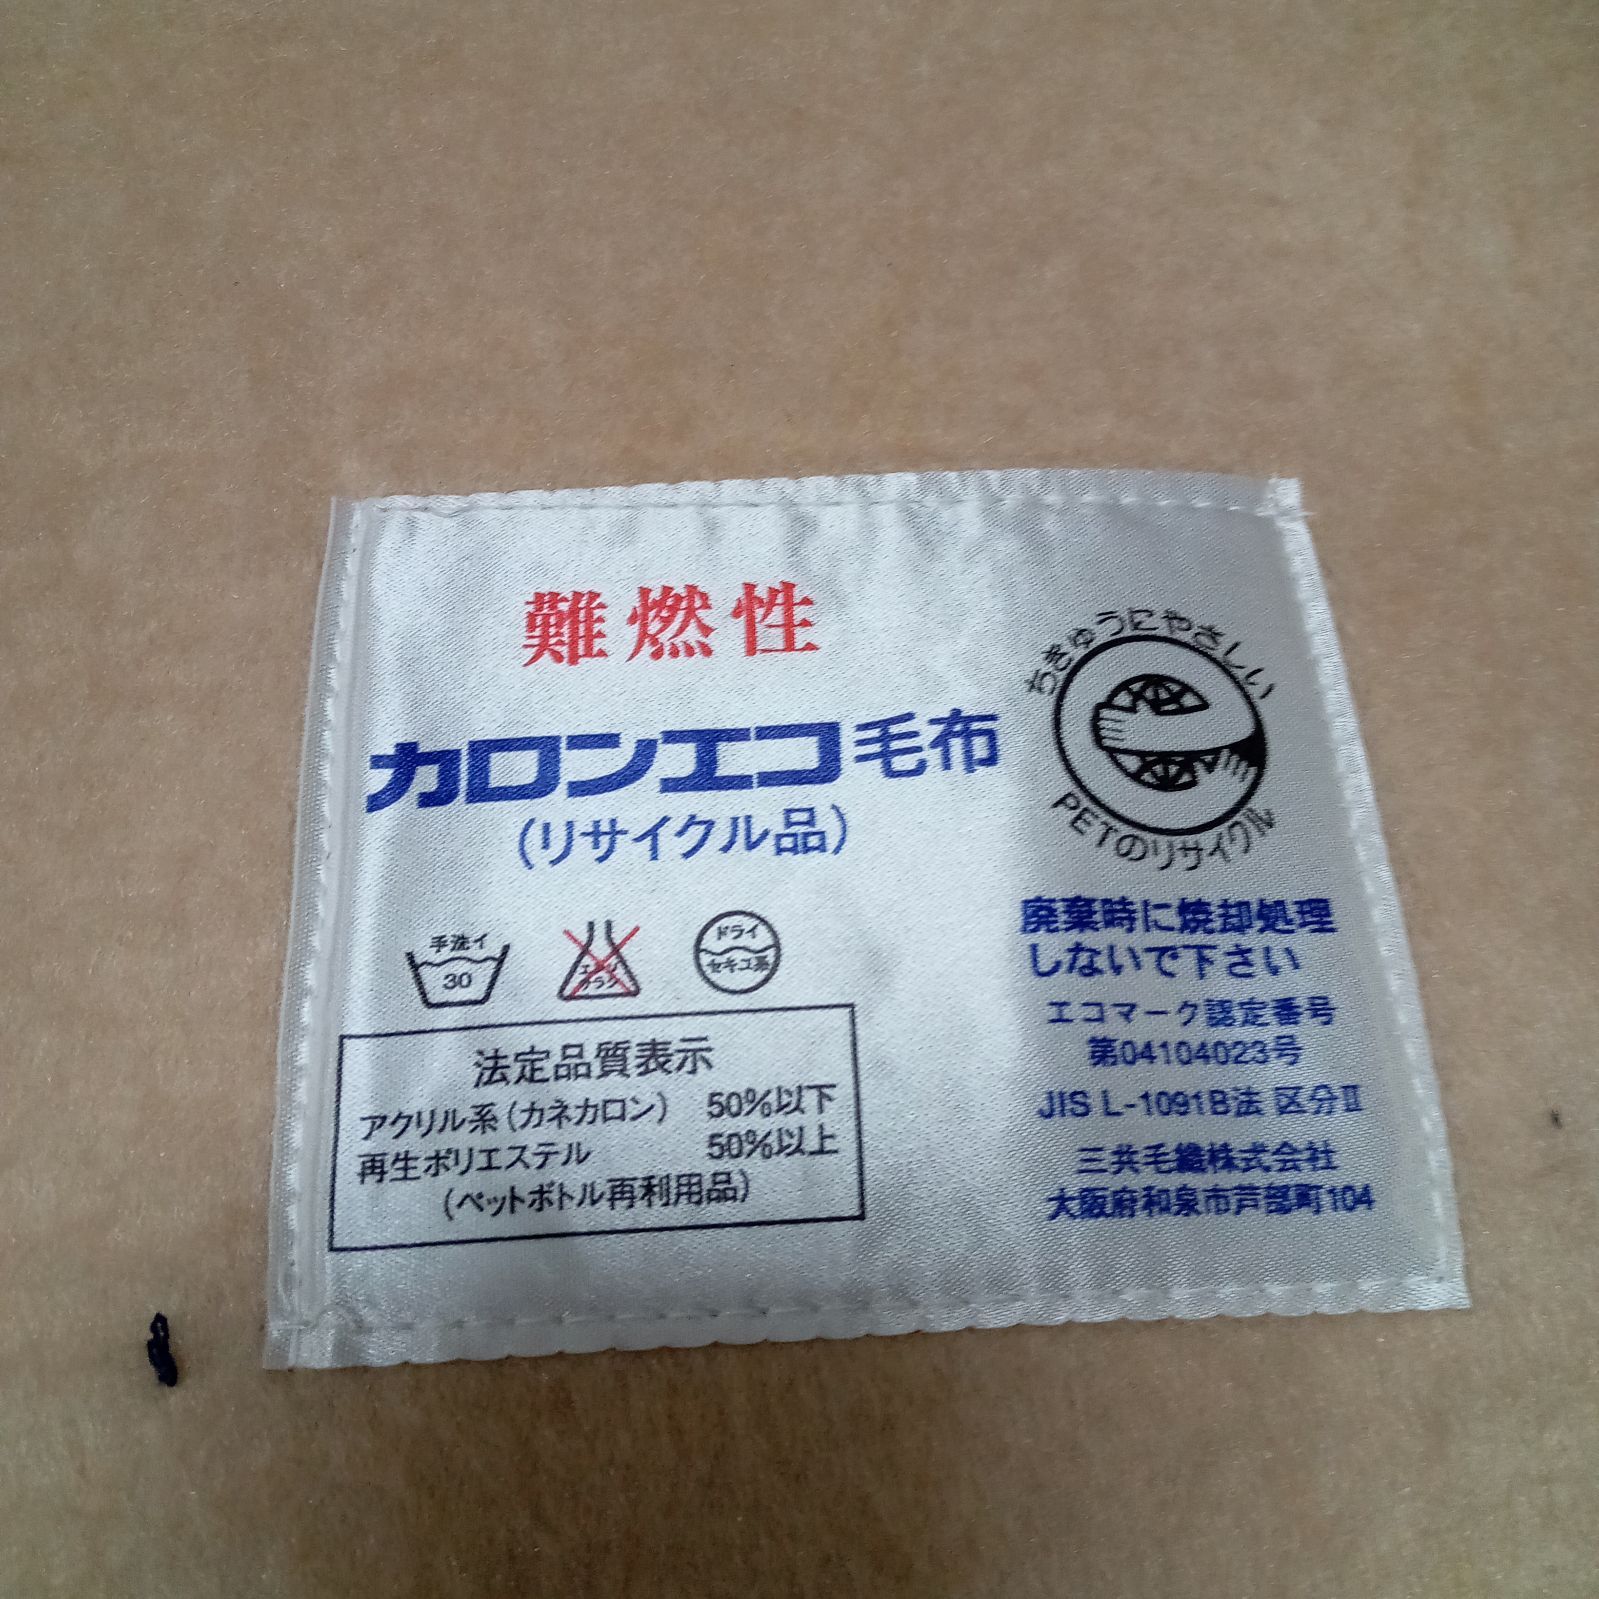 難燃性
カロンエコ毛布
(リサイクル品)
手洗イ
30
エンソ
サラシ
ドライ
セキユ系
法定品質表示
アクリル系(カネカロン) 50%以下
再生ポリエステル 50%以上
(ペットボトル再利用品)
ちきゅうにやさしい
PETのリサイクル
廃棄時に焼却処理
しないで下さい
エコマーク認定番号
第04104023号
JIS L-1091B法 区分Ⅱ
三共毛織株式会社
大阪府和泉市芦部町104